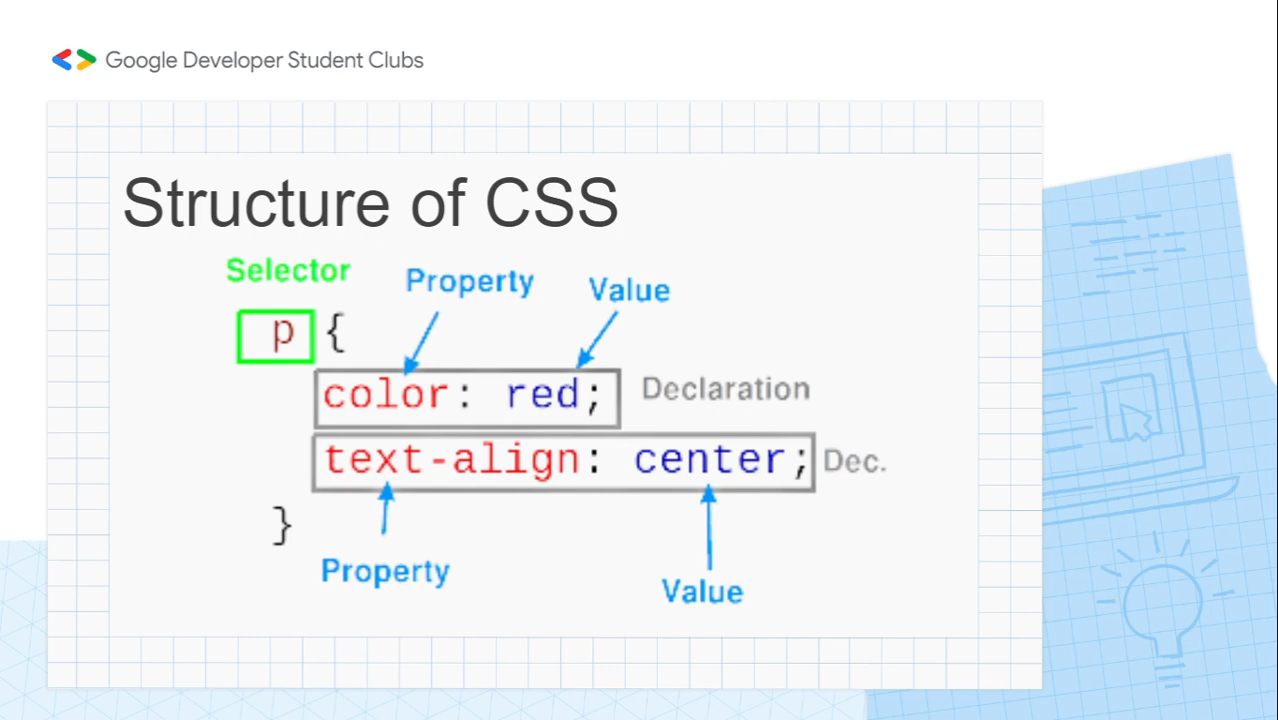 Google Developer Student Clubs
Structure of CSS
Selector
Property
Value
p {
color: red;
Declaration
text-align: center;
Dec.
}
Property
Value